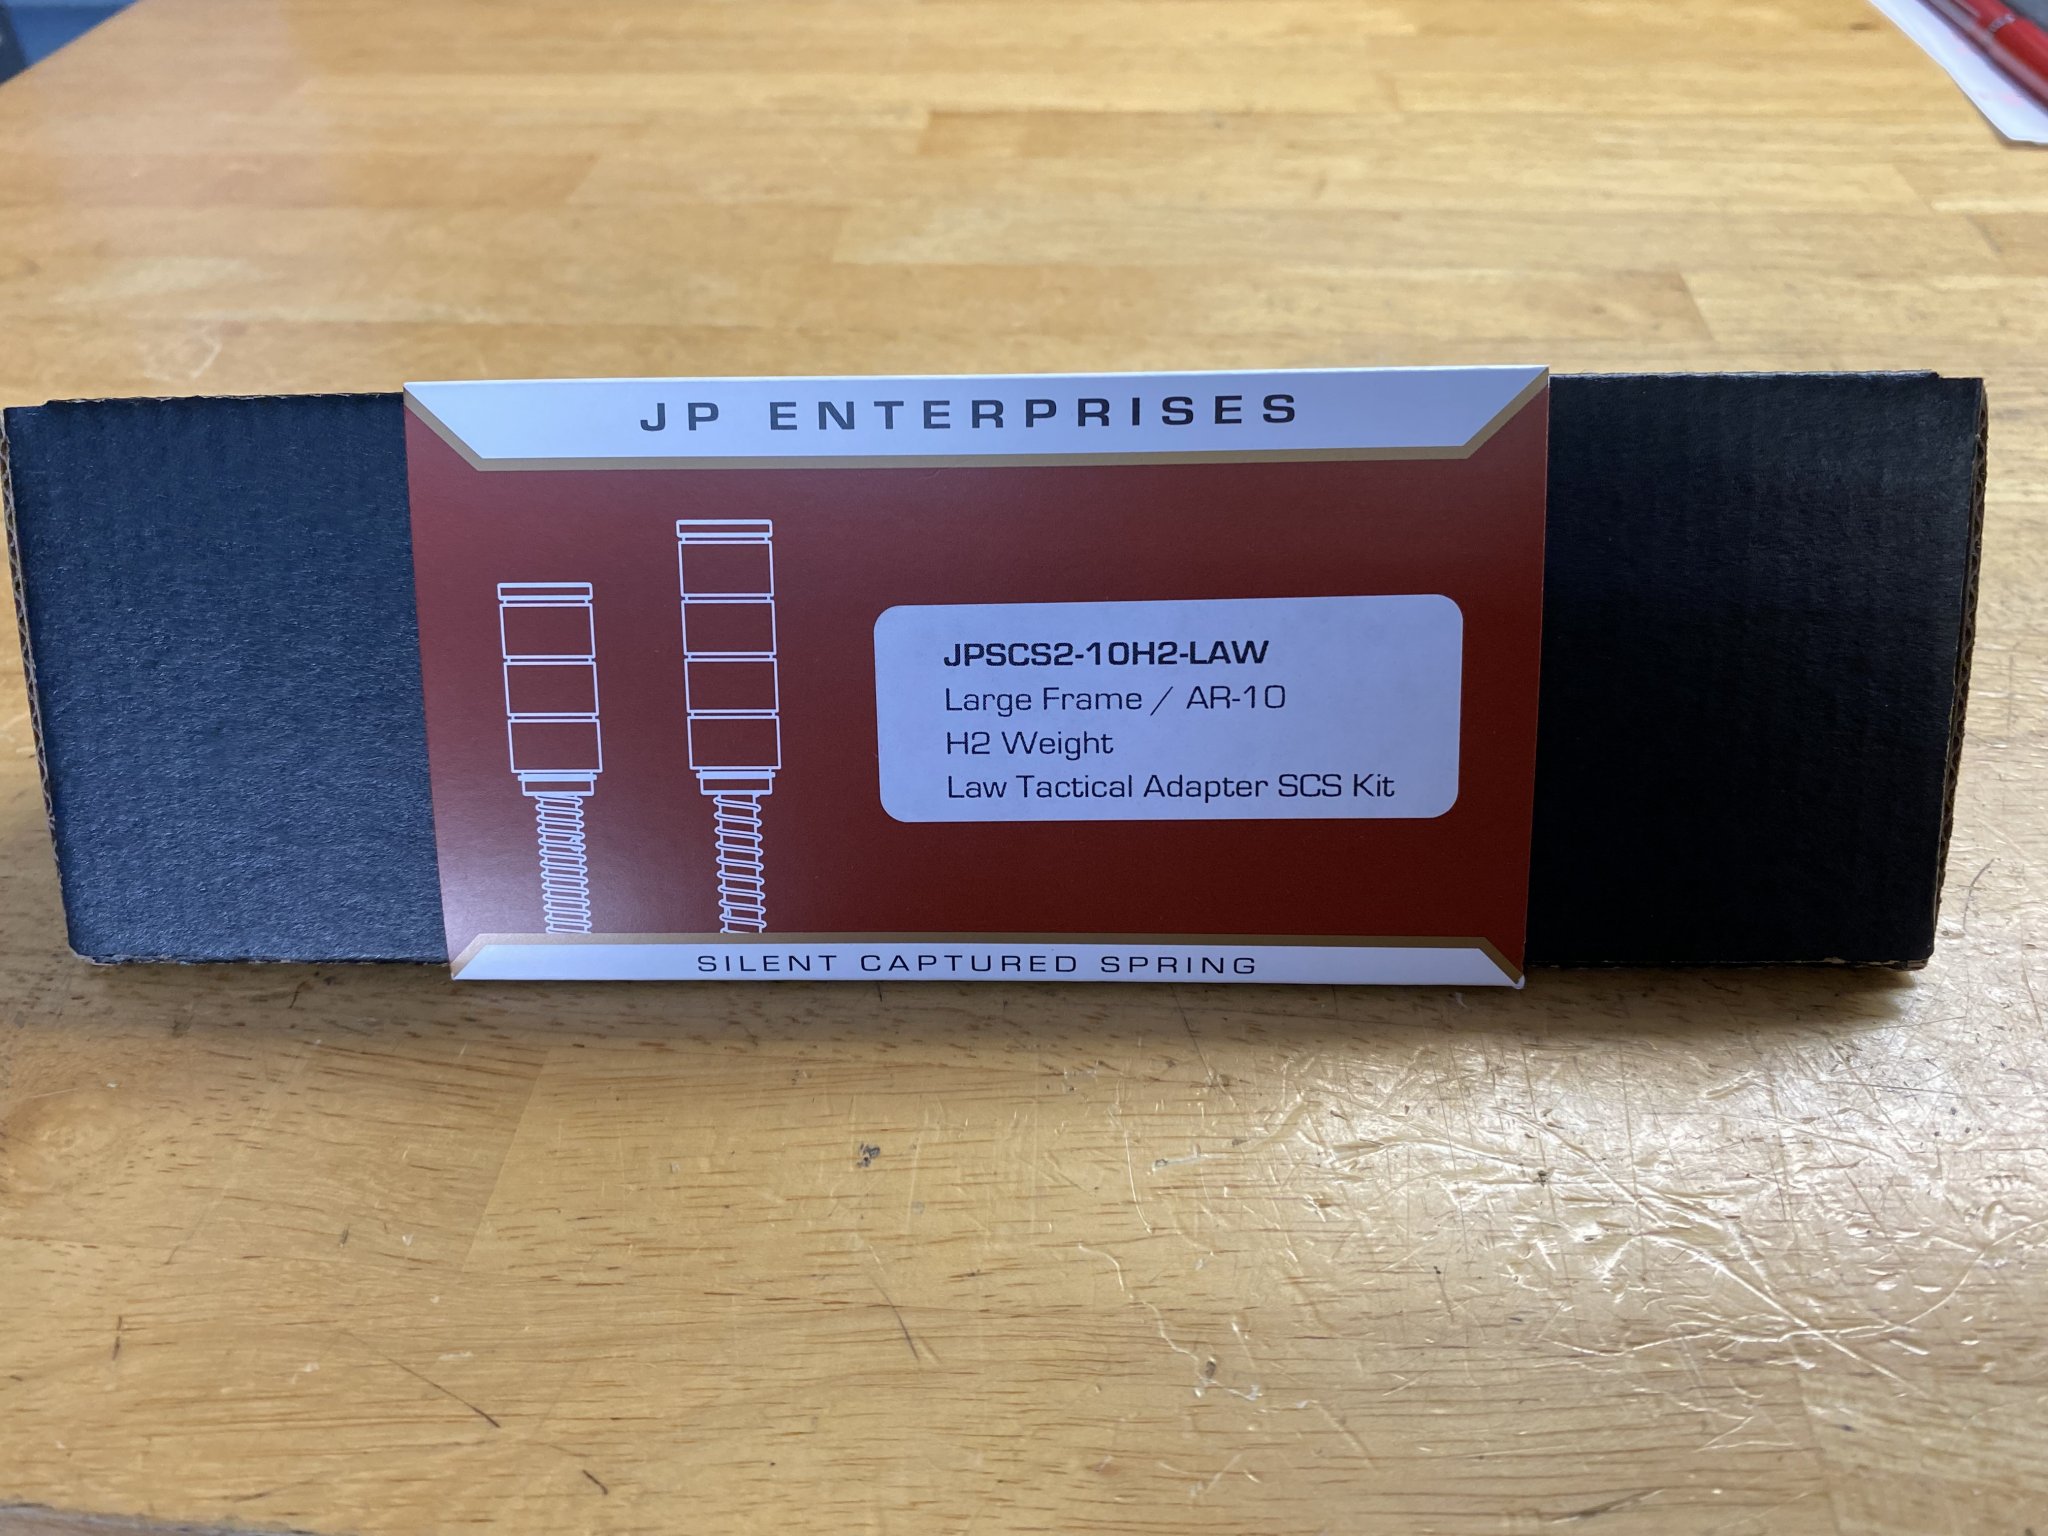 JP ENTERPRISES
JPSCS2-10H2-LAW
Large Frame / AR-10
H2 Weight
Law Tactical Adapter SCS Kit
SILENT CAPTURED SPRING